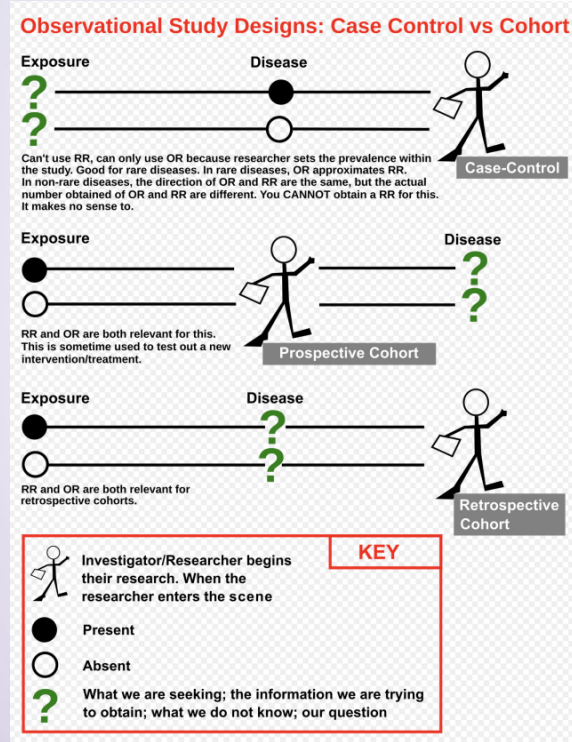 Observational Study Designs: Case Control vs Cohort
Exposure
Disease
?
?
Can't use RR, can only use OR because researcher sets the prevalence within
the study. Good for rare diseases. In rare diseases, OR approximates RR.
In non-rare diseases, the direction of OR and RR are the same, but the actual
number obtained of OR and RR are different. You CANNOT obtain a RR for this.
It makes no sense to.
Case-Control
Exposure
Disease
?
?
RR and OR are both relevant for this.
This is sometime used to test out a new
intervention/treatment.
Prospective Cohort
Exposure
Disease
?
?
RR and OR are both relevant for
retrospective cohorts.
Retrospective
Cohort
KEY
Investigator/Researcher begins
their research. When the
researcher enters the scene
Present
Absent
?
What we are seeking; the information we are trying
to obtain; what we do not know; our question